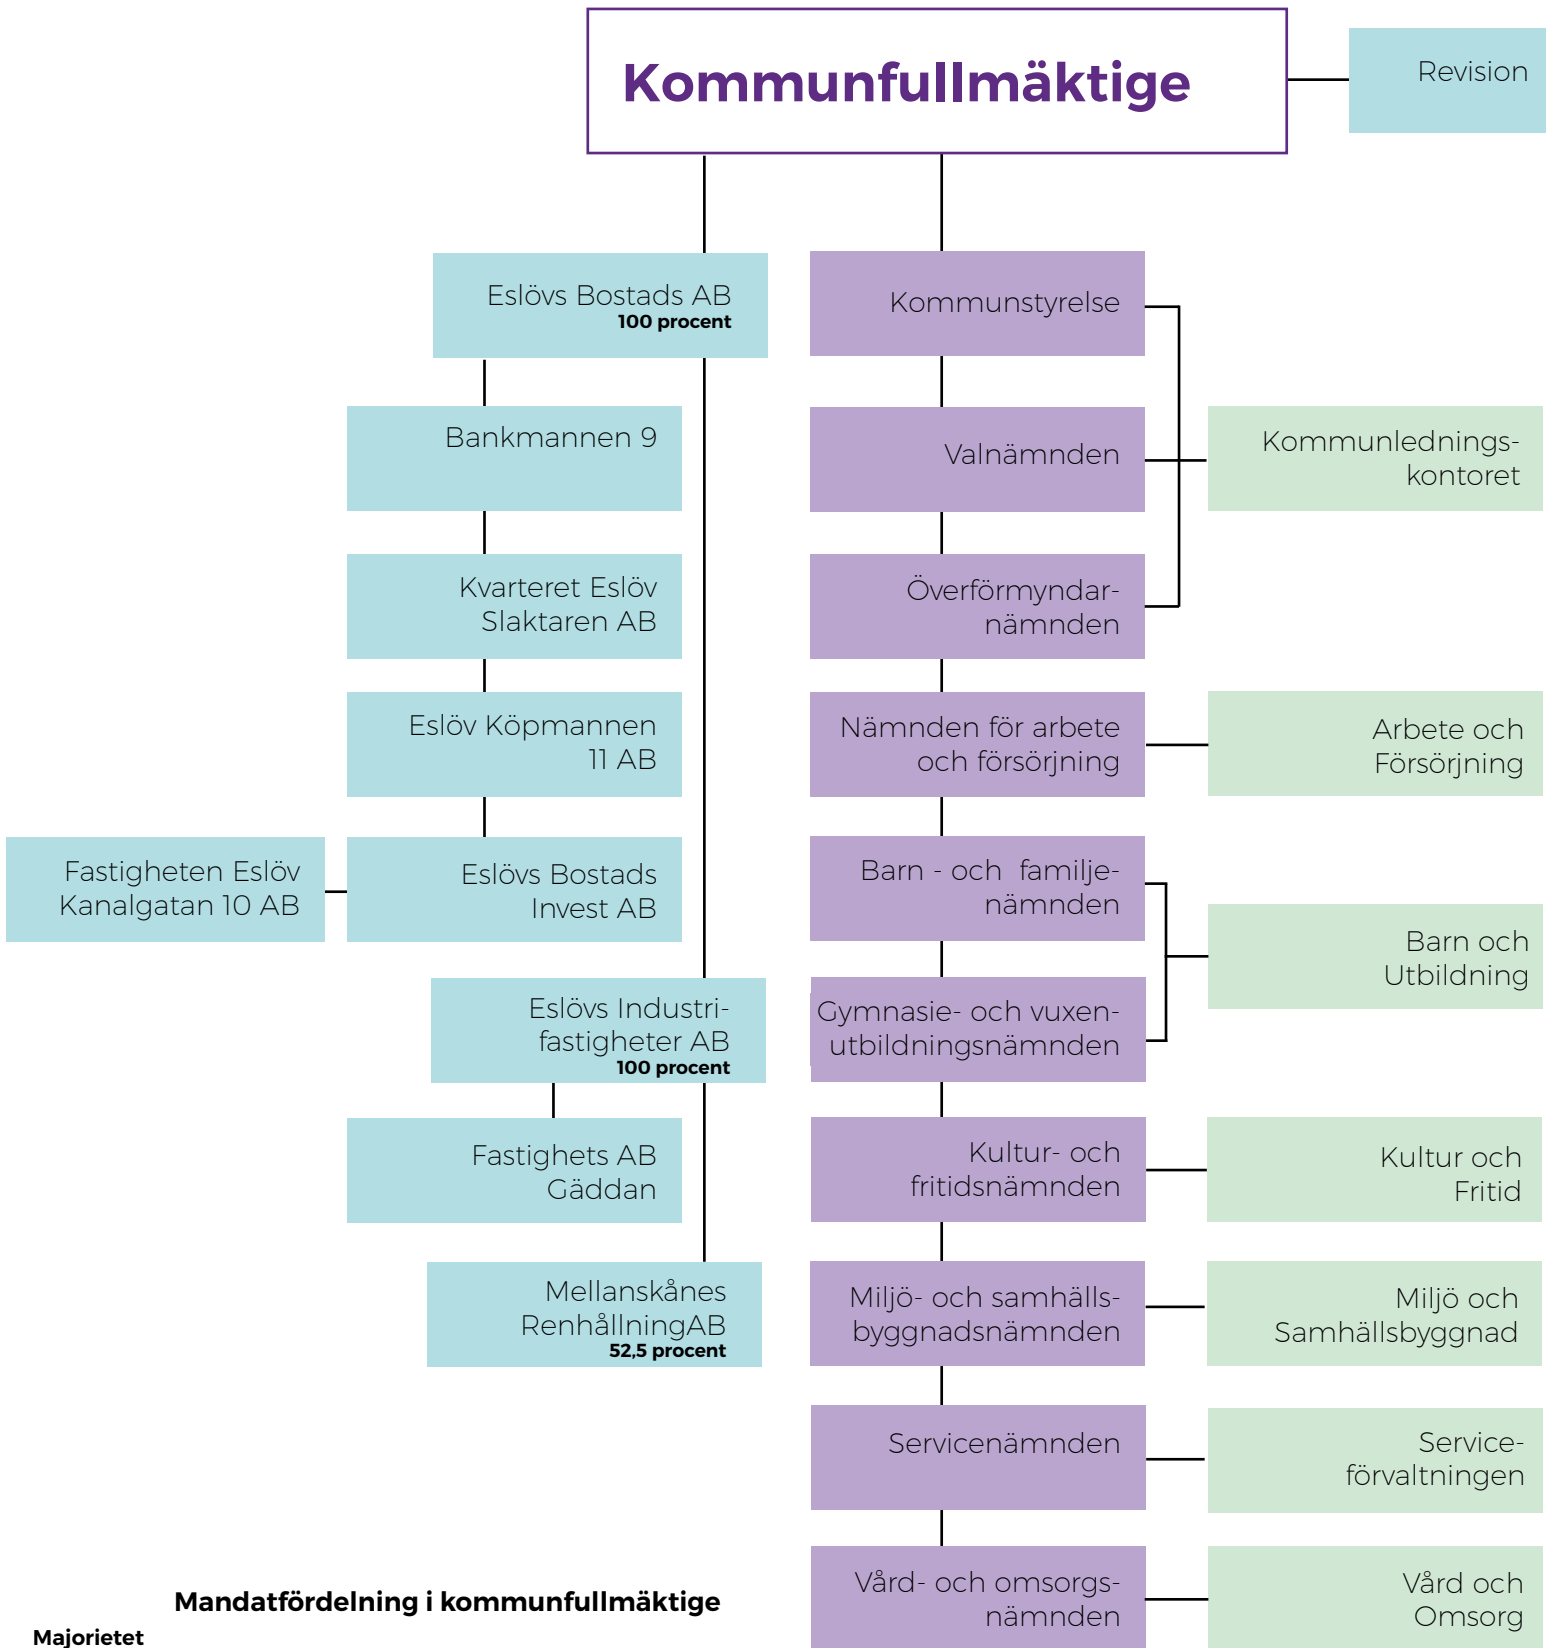 Kommunfullmäktige
Revision
Eslövs Bostads AB
100 procent
Bankmannen 9
Kvarteret Eslöv
Slaktaren AB
Eslöv Köpmannen
11 AB
Fastigheten Eslöv
Kanalgatan 10 AB
Eslövs Bostads
Invest AB
Eslövs Industri-
fastigheter AB
100 procent
Fastighets AB
Gäddan
Mellanskånes
RenhållningAB
52,5 procent
Kommunstyrelse
Valnämnden
Överförmyndar-
nämnden
Kommunlednings-
kontoret
Nämnden för arbete
och försörjning
Arbete och
Försörjning
Barn - och familje-
nämnden
Gymnasie- och vuxen-
utbildningsnämnden
Barn och
Utbildning
Kultur- och
fritidsnämnden
Kultur och
Fritid
Miljö- och samhälls-
byggnadsnämnden
Miljö och
Samhällsbyggnad
Servicenämnden
Service-
förvaltningen
Vård- och omsorgs-
nämnden
Vård och
Omsorg
Mandatfördelning i kommunfullmäktige
Majorietet